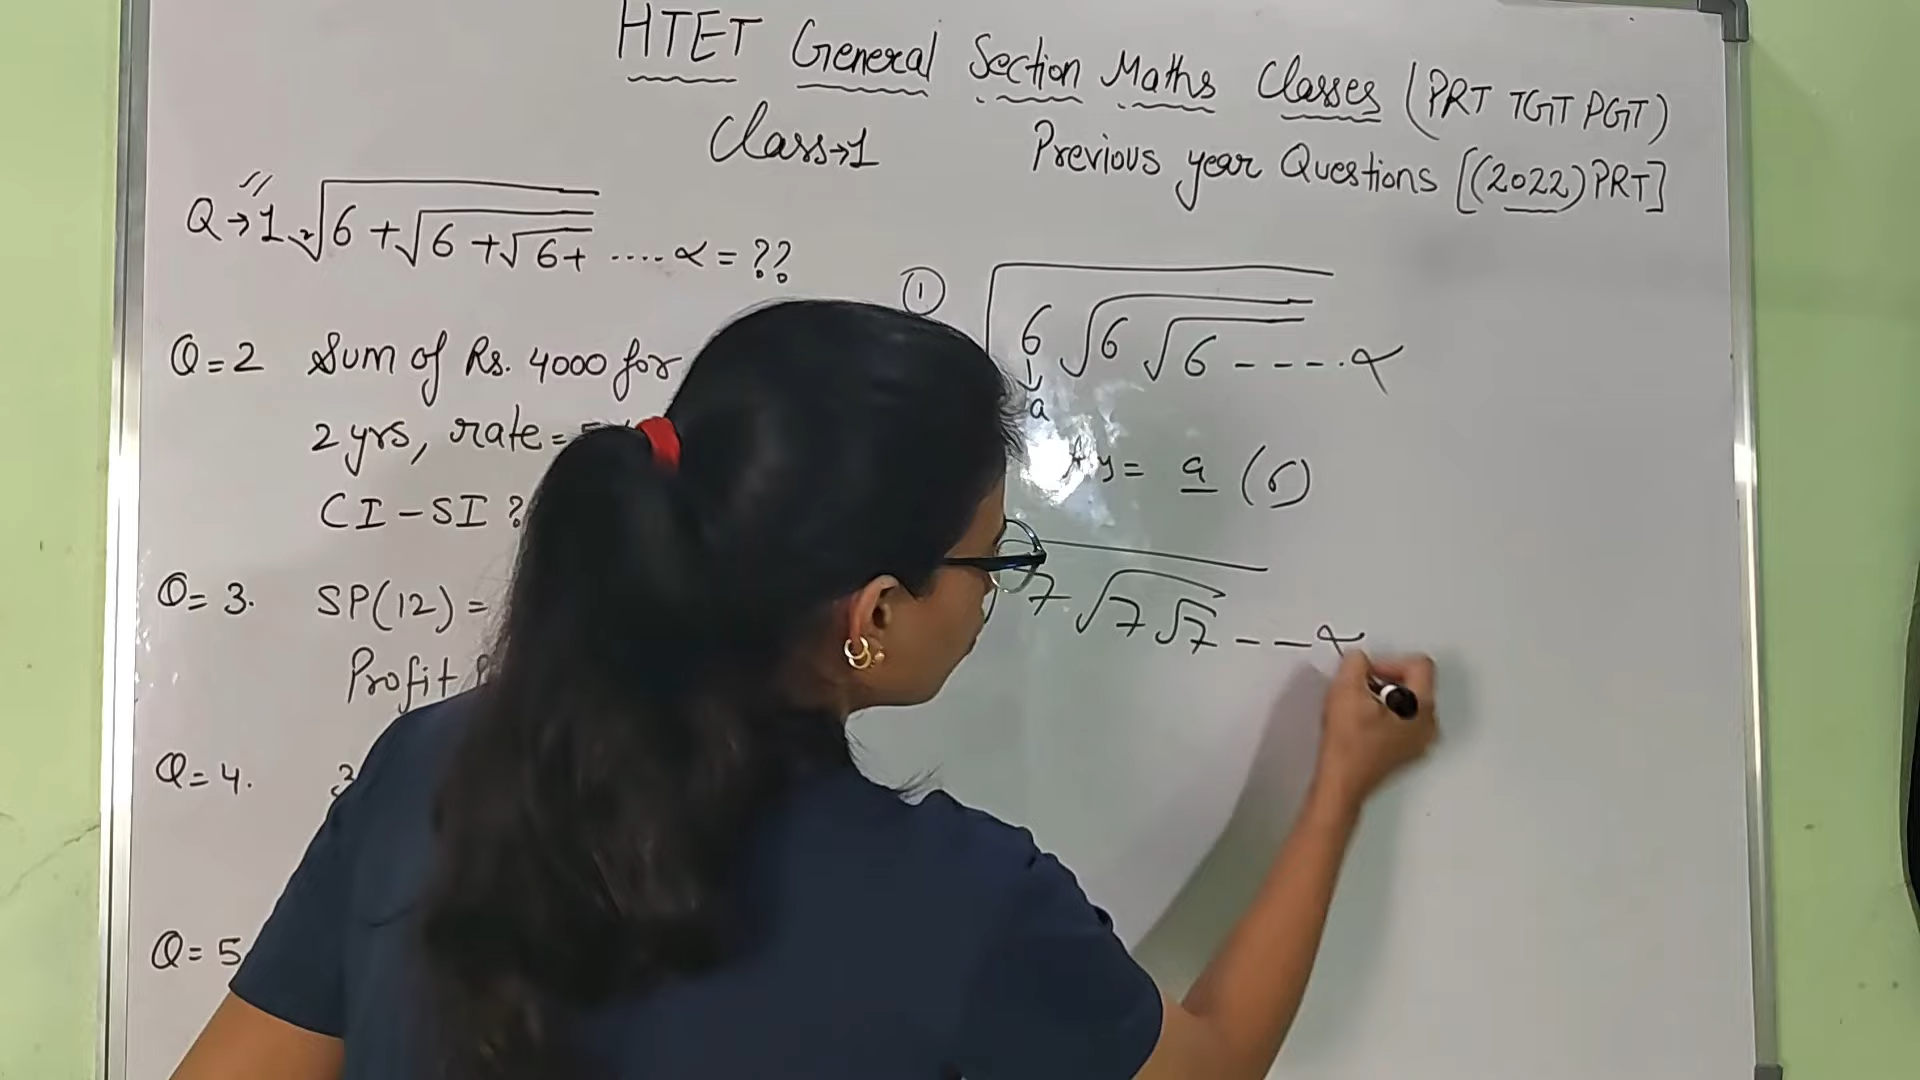 HTET General Section Maths Classes (PRT TGT PGT)
Class→1
Previous year Questions [(2022)PRT]
Q→1. ²√6 + √6 + √6+ .... ∝ = ??
Q=2 Sum of Rs. 4000 for
2 yrs, rate =
CI – SI ?
Q= 3. SP(12) =
Profit
Q= 4.
Q= 5
①
6 √6 √6 ---- ∝
↓
a
= a (6)
7 √7 √7 -- ∝